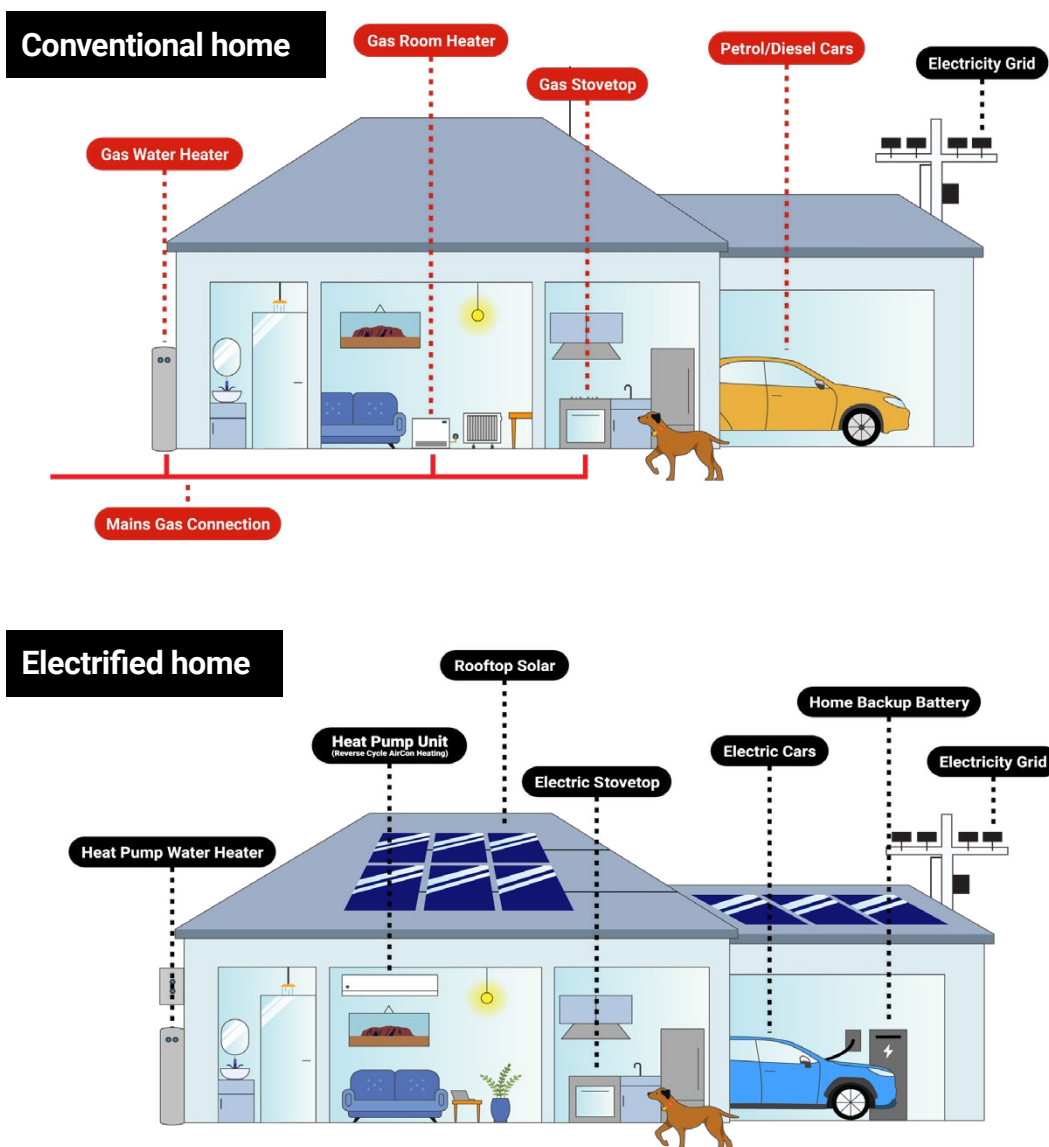 Conventional home
Gas Room Heater
Petrol/Diesel Cars
Electricity Grid
Gas Stovetop
Gas Water Heater
Mains Gas Connection
Electrified home
Rooftop Solar
Home Backup Battery
Heat Pump Unit
(Reverse Cycle AirCon Heating)
Electric Cars
Electricity Grid
Electric Stovetop
Heat Pump Water Heater